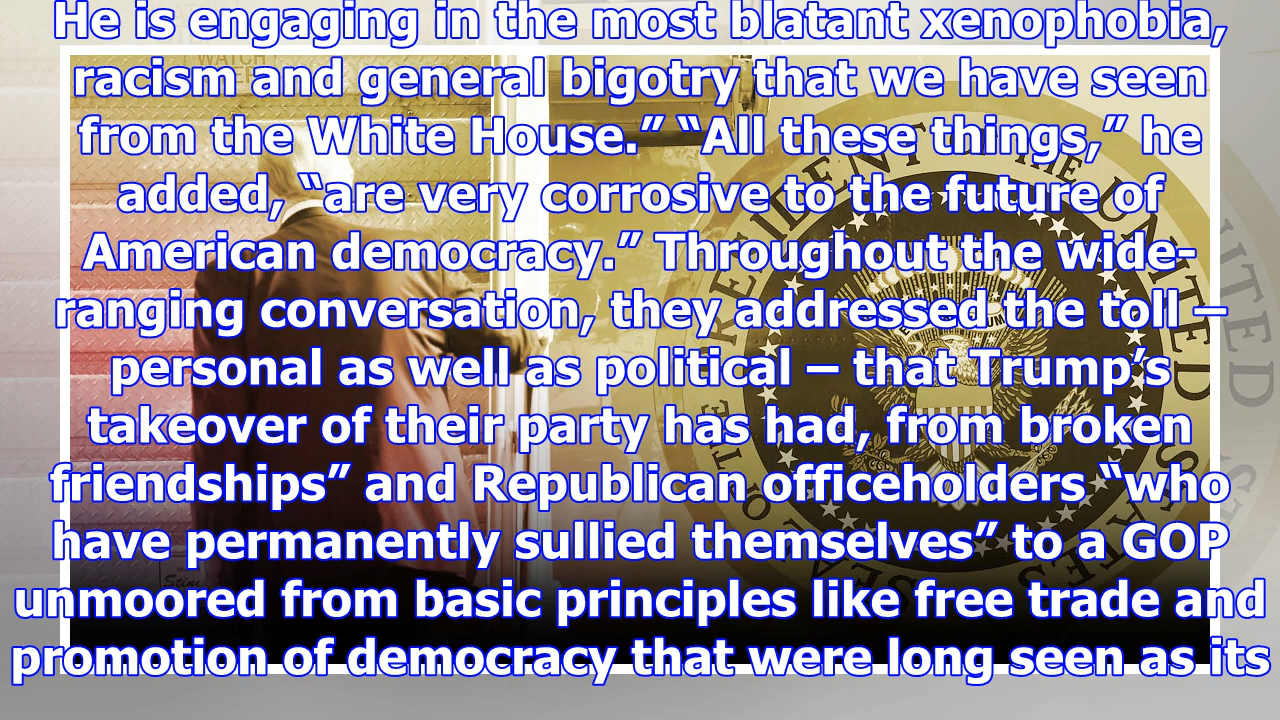 He is engaging in the most blatant xenophobia,
racism and general bigotry that we have seen
from the White House.” “All these things,” he
added, “are very corrosive to the future of
American democracy.” Throughout the wide-
ranging conversation, they addressed the toll –
personal as well as political – that Trump’s
takeover of their party has had, from broken
friendships” and Republican officeholders “who
have permanently sullied themselves” to a GOP
unmoored from basic principles like free trade and
promotion of democracy that were long seen as its
WATCH